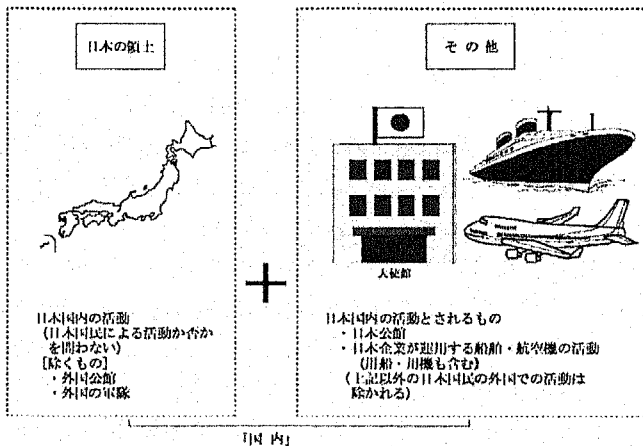 日本の領土
日本国内の活動
(日本国民による活動か否か
を問わない)
[除くもの]
・外国公館
・外国の軍隊
+
その他
大使館
日本国内の活動とされるもの
・日本公館
・日本企業が運用する船舶・航空機の活動
(用船・用機も含む)
(上記以外の日本国民の外国での活動は
除かれる)
「国内」